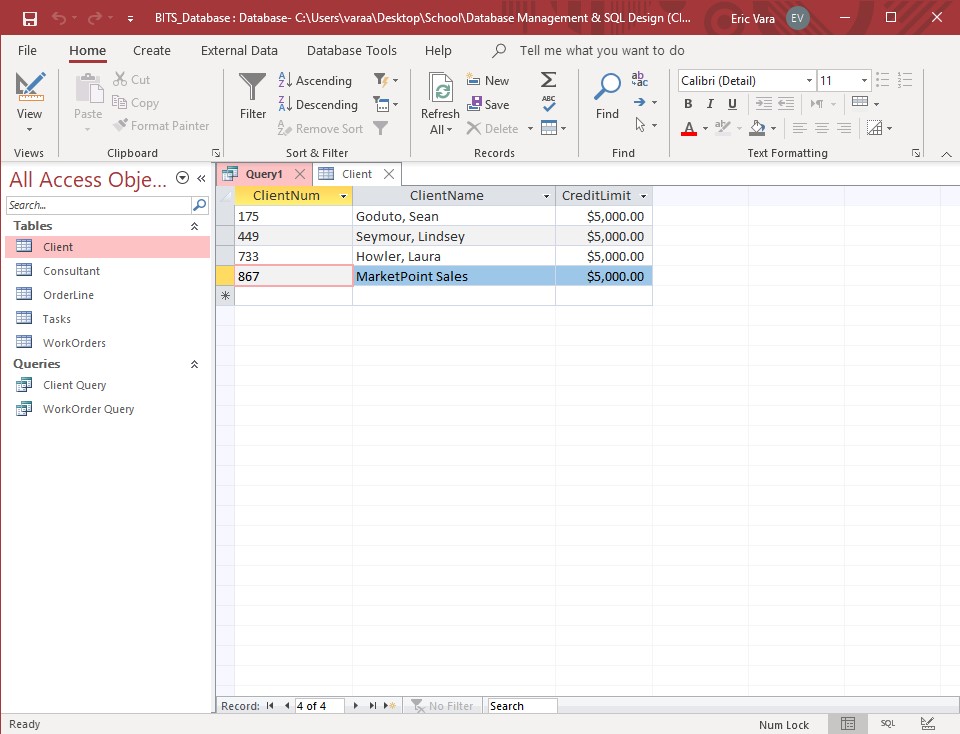 BITS_Database : Database- C:\Users\varaa\Desktop\School\Database Management & SQL Design (Cl...
Eric Vara
EV
File Home Create External Data Database Tools Help Tell me what you want to do
View
Views
Paste
Cut
Copy
Format Painter
Clipboard
Filter
Ascending
Descending
Remove Sort
Sort & Filter
Refresh
All
New
Save
Delete
Records
Find
Find
Calibri (Detail) 11
B I U
Text Formatting
All Access Obje...
Search...
Tables
Client
Consultant
OrderLine
Tasks
WorkOrders
Queries
Client Query
WorkOrder Query
Query1 Client
ClientNum ClientName CreditLimit
175 Goduto, Sean $5,000.00
449 Seymour, Lindsey $5,000.00
733 Howler, Laura $5,000.00
867 MarketPoint Sales $5,000.00
Record: 4 of 4 No Filter Search
Ready
Num Lock
SQL